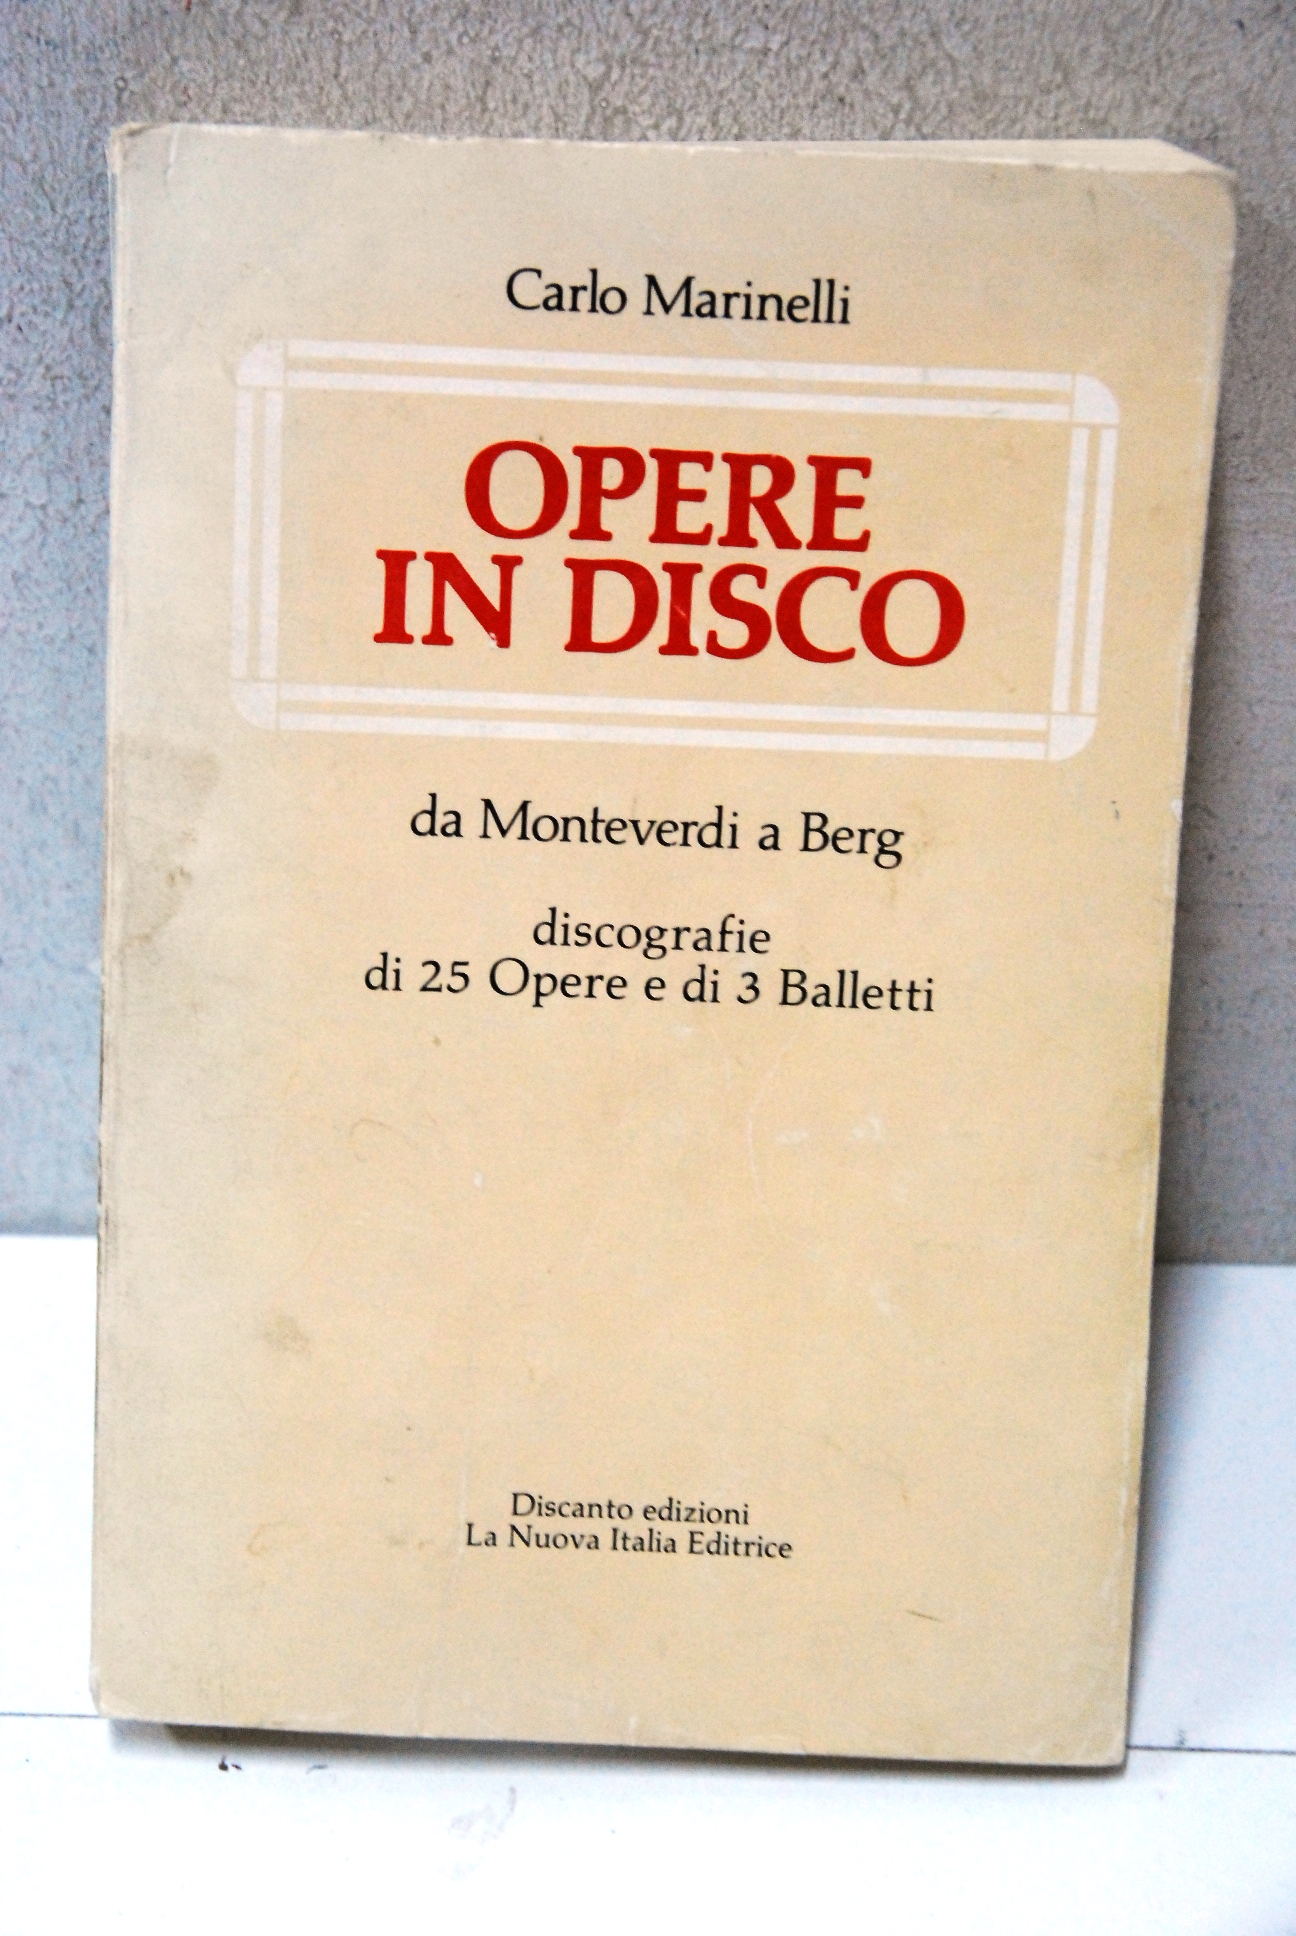 Carlo Marinelli
OPERE
IN DISCO
da Monteverdi a Berg
discografie
di 25 Opere e di 3 Balletti
Discanto edizioni
La Nuova Italia Editrice